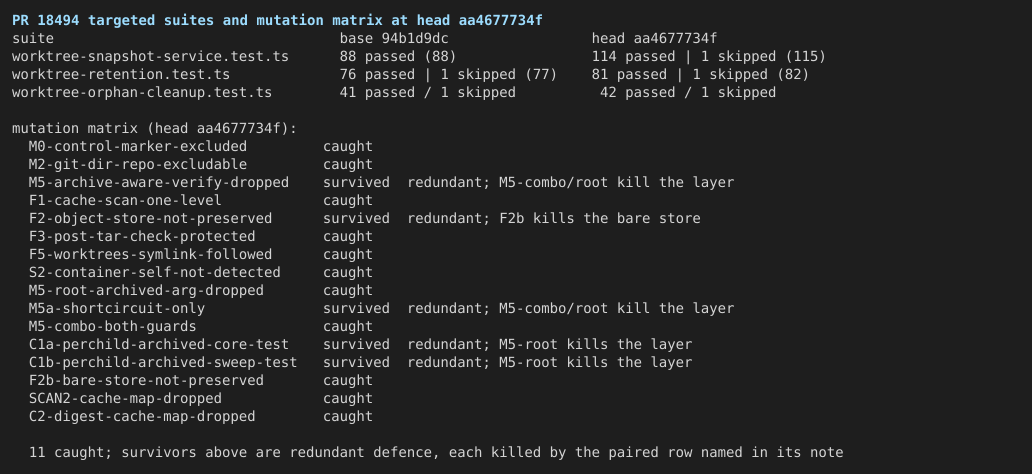 PR 18494 targeted suites and mutation matrix at head aa4677734f
suite base 94b1d9dc head aa4677734f
worktree-snapshot-service.test.ts 88 passed (88) 114 passed | 1 skipped (115)
worktree-retention.test.ts 76 passed | 1 skipped (77) 81 passed | 1 skipped (82)
worktree-orphan-cleanup.test.ts 41 passed / 1 skipped 42 passed / 1 skipped
mutation matrix (head aa4677734f):
M0-control-marker-excluded caught
M2-git-dir-repo-excludable caught
M5-archive-aware-verify-dropped survived redundant; M5-combo/root kill the layer
F1-cache-scan-one-level caught
F2-object-store-not-preserved survived redundant; F2b kills the bare store
F3-post-tar-check-protected caught
F5-worktrees-symlink-followed caught
S2-container-self-not-detected caught
M5-root-archived-arg-dropped caught
M5a-shortcircuit-only survived redundant; M5-combo/root kill the layer
M5-combo-both-guards caught
C1a-perchild-archived-core-test survived redundant; M5-root kills the layer
C1b-perchild-archived-sweep-test survived redundant; M5-root kills the layer
F2b-bare-store-not-preserved caught
SCAN2-cache-map-dropped caught
C2-digest-cache-map-dropped caught
11 caught; survivors above are redundant defence, each killed by the paired row named in its note